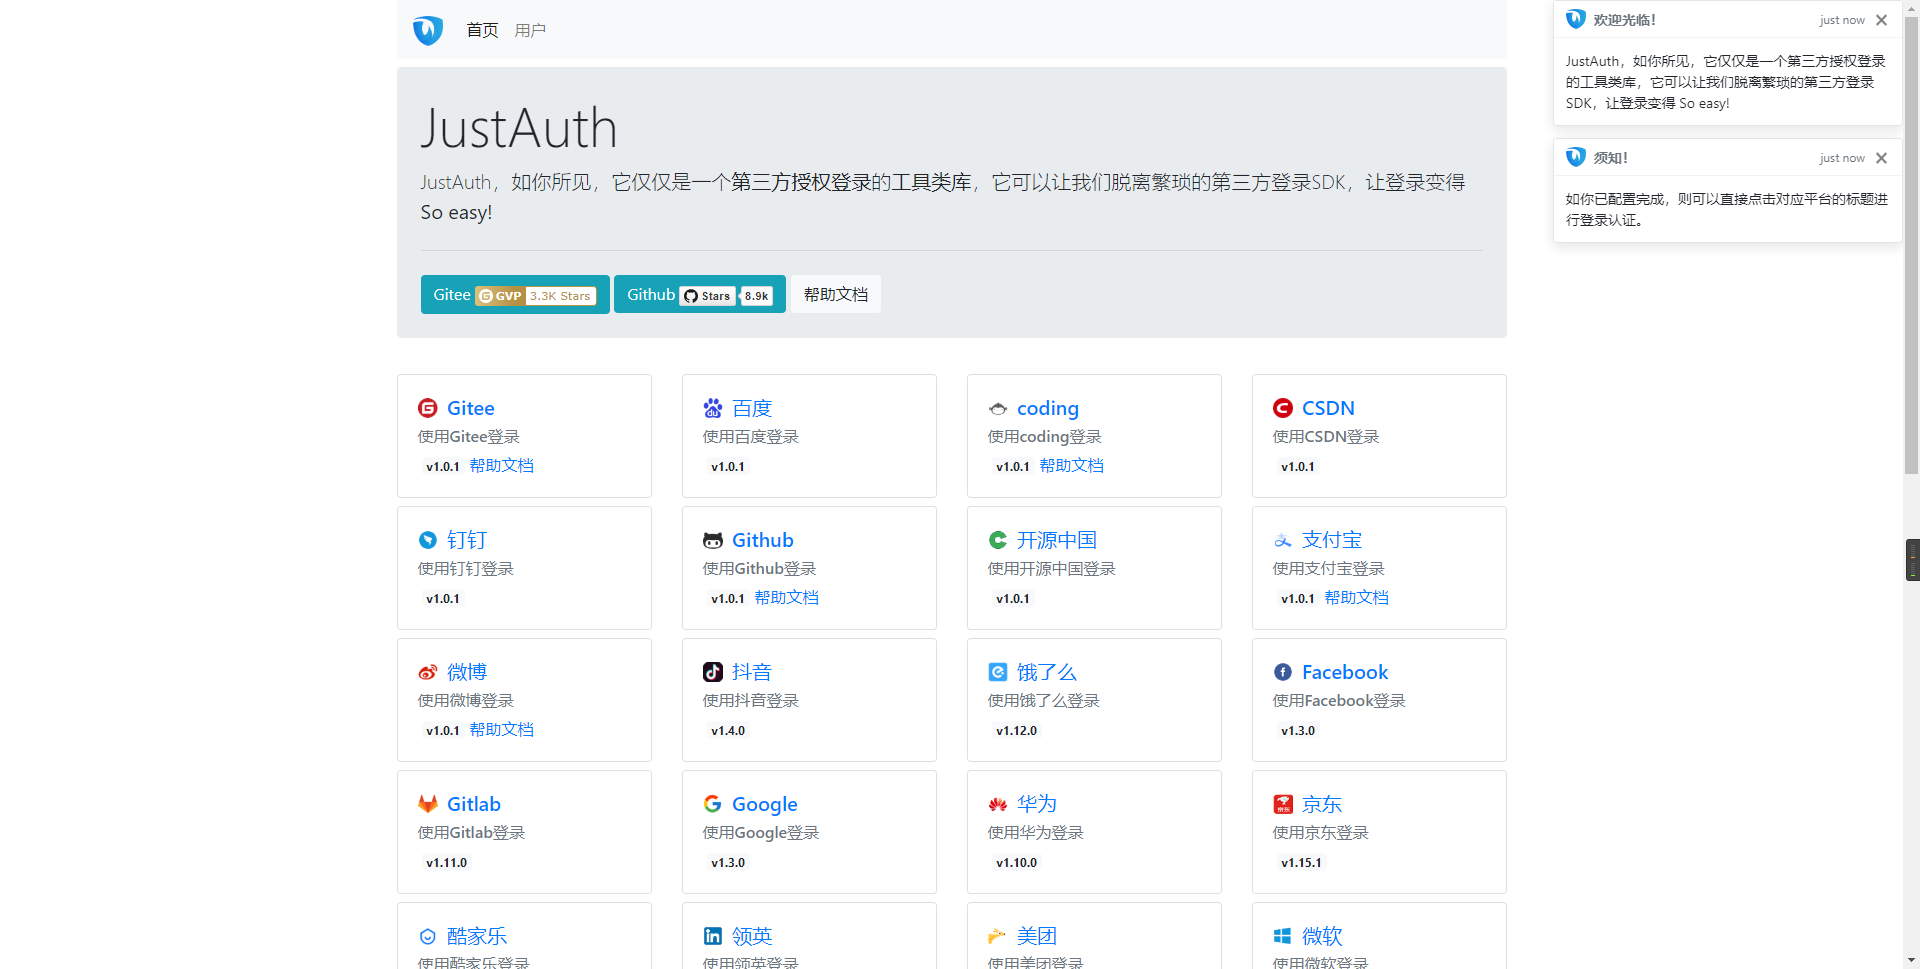 首页 用户
JustAuth
JustAuth，如你所见，它仅仅是一个第三方授权登录的工具类库，它可以让我们脱离繁琐的第三方登录SDK，让登录变得
So easy!
Gitee GVP 3.3K Stars Github Stars 8.9k 帮助文档
欢迎光临! just now ×
JustAuth，如你所见，它仅仅是一个第三方授权登录
的工具类库，它可以让我们脱离繁琐的第三方登录
SDK，让登录变得 So easy!
须知! just now ×
如你已配置完成，则可以直接点击对应平台的标题进
行登录认证。
Gitee
使用Gitee登录
v1.0.1 帮助文档
百度
使用百度登录
v1.0.1
coding
使用coding登录
v1.0.1 帮助文档
CSDN
使用CSDN登录
v1.0.1
钉钉
使用钉钉登录
v1.0.1
Github
使用Github登录
v1.0.1 帮助文档
开源中国
使用开源中国登录
v1.0.1
支付宝
使用支付宝登录
v1.0.1 帮助文档
微博
使用微博登录
v1.0.1 帮助文档
抖音
使用抖音登录
v1.4.0
饿了么
使用饿了么登录
v1.12.0
Facebook
使用Facebook登录
v1.3.0
Gitlab
使用Gitlab登录
v1.11.0
Google
使用Google登录
v1.3.0
华为
使用华为登录
v1.10.0
京东
使用京东登录
v1.15.1
酷家乐
使用酷家乐登录
领英
使用领英登录
美团
使用美团登录
微软
使用微软登录